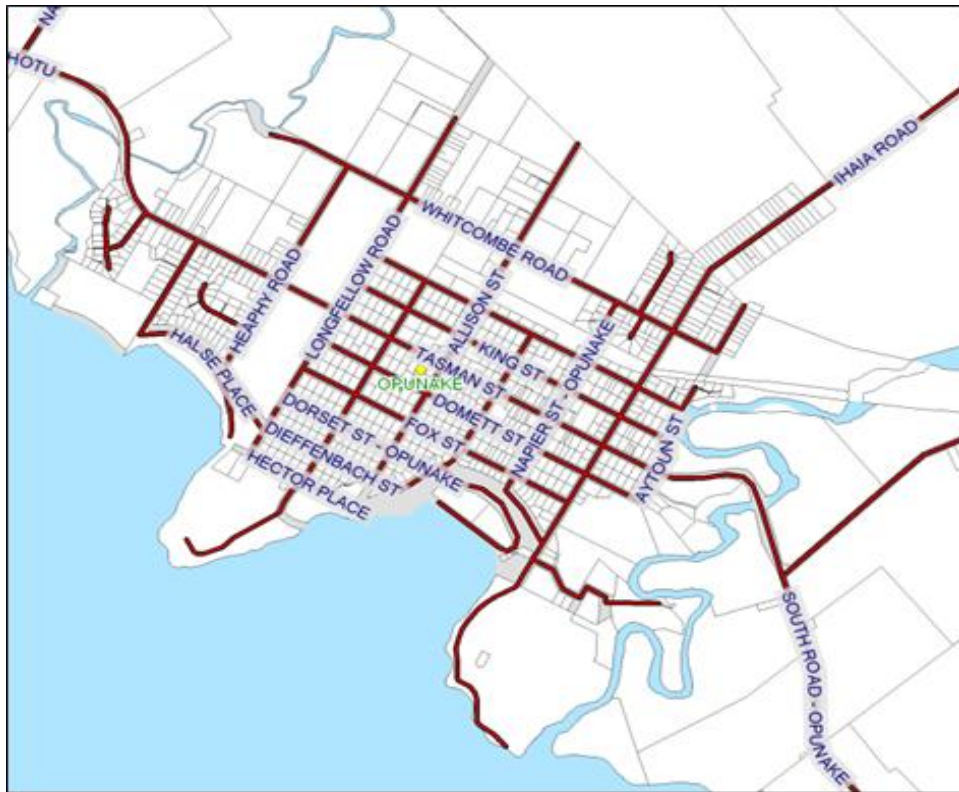 NA
HOTU
IHAIA ROAD
WHITCOMBE ROAD
LONGFELLOW ROAD
HEAPHY ROAD
ALLISON ST
HALSE PLACE
KING ST
TASMAN ST
NAPIER ST - OPUNAKE
OPUNAKE
DOMETT ST
DORSET ST - OPUNAKE
FOX ST
AYTOUN ST
DIEFFENBACH ST
HECTOR PLACE
SOUTH ROAD - OPUNAKE